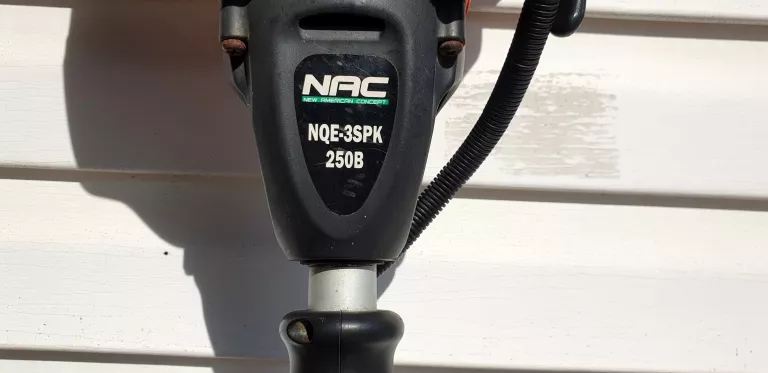 NAC
NEW AMERICAN CONCEPT
NQE-3SPK
250B